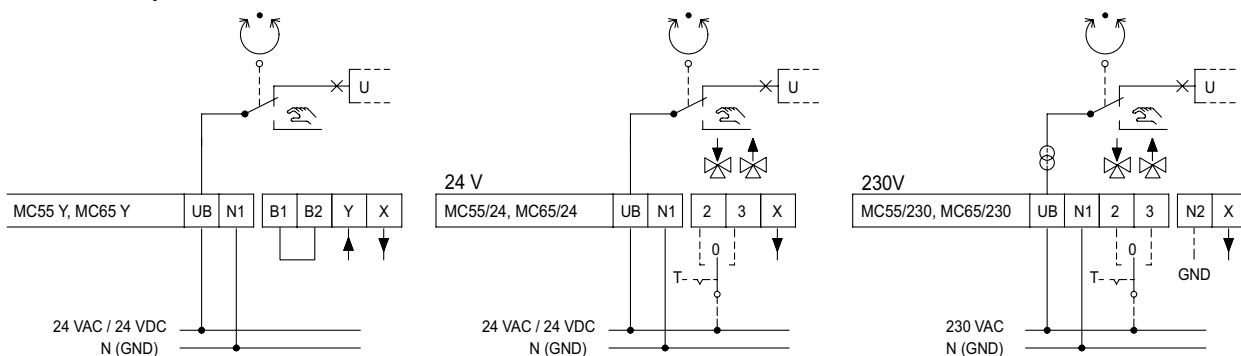 U
MC55 Y, MC65 Y UB N1 B1 B2 Y X
24 VAC / 24 VDC
N (GND)
U
24 V
MC55/24, MC65/24 UB N1 2 3 X
0
T
24 VAC / 24 VDC
N (GND)
U
230V
MC55/230, MC65/230 UB N1 2 3 N2 X
0
T
GND
230 VAC
N (GND)